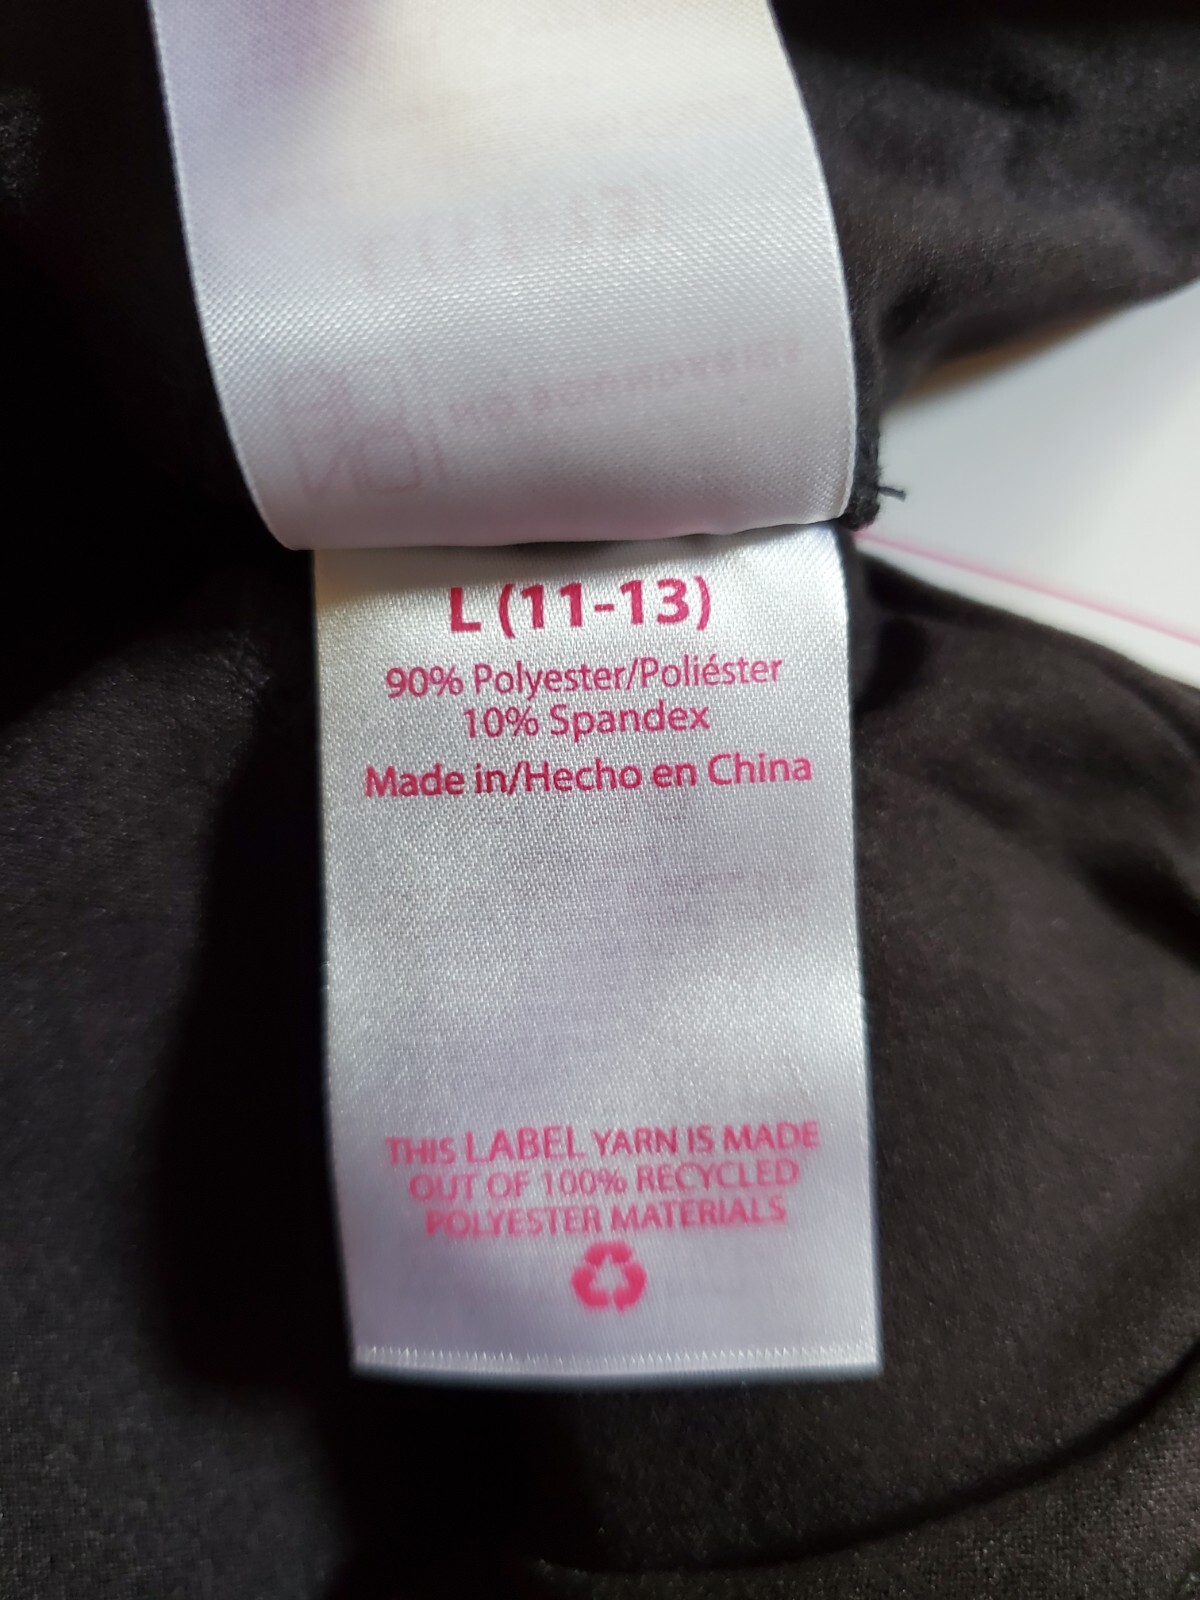 L (11-13)
90% Polyester/Poliéster
10% Spandex
Made in/Hecho en China
THIS LABEL YARN IS MADE
OUT OF 100% RECYCLED
POLYESTER MATERIALS